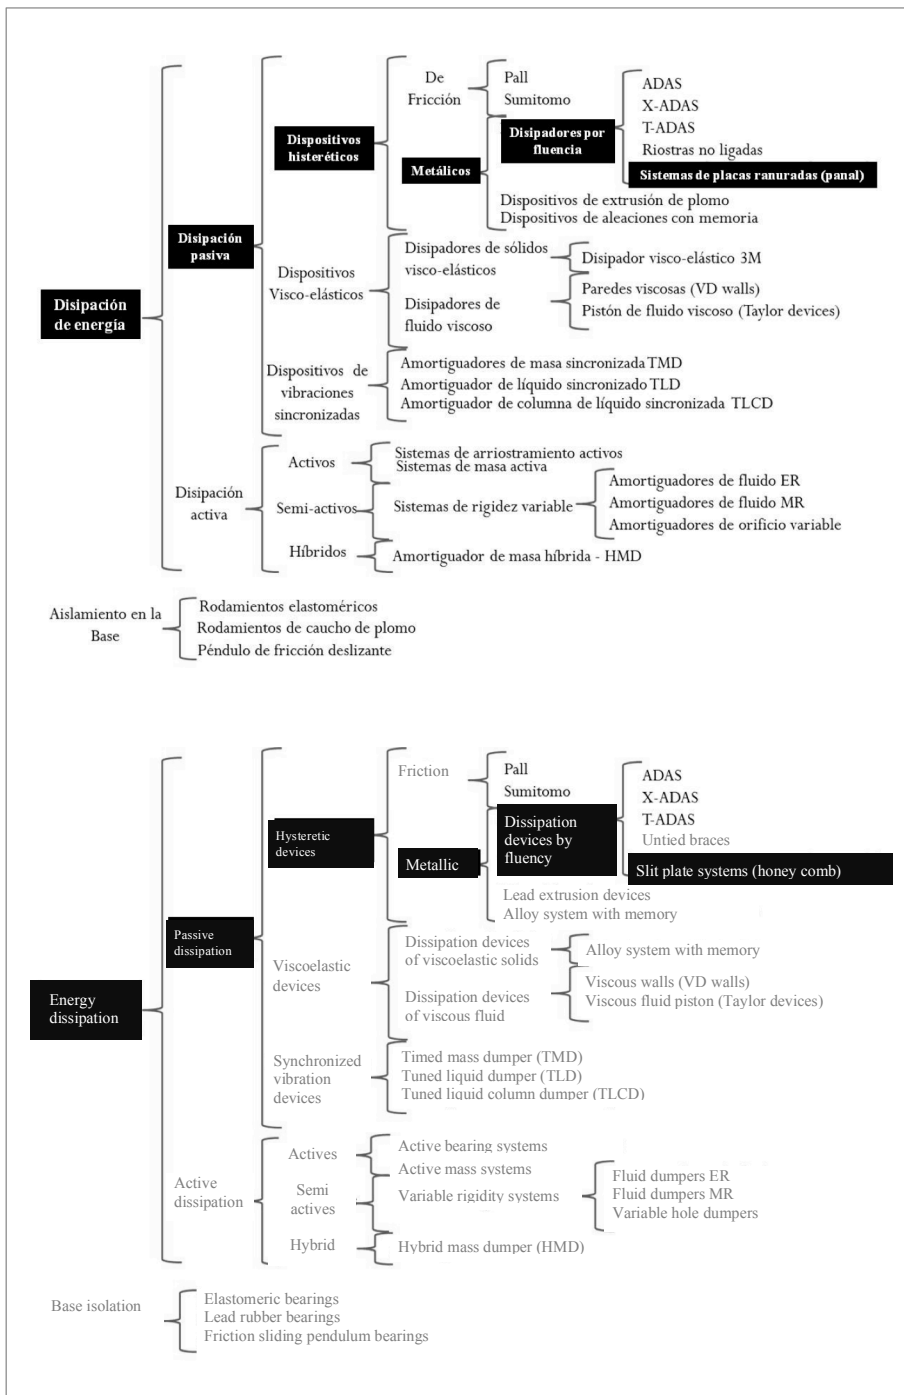 De
Fricción
Pall
Sumitomo
ADAS
X-ADAS
T-ADAS
Riostras no ligadas
Sistemas de placas ranuradas (panal)
Disipadores por
fluencia
Dispositivos
histeréticos
Metálicos
Dispositivos de extrusión de plomo
Dispositivos de aleaciones con memoria
Disipación
pasiva
Dispositivos
Visco-elásticos
Disipadores de sólidos
visco-elásticos
Disipador visco-elástico 3M
Disipadores de
fluido viscoso
Paredes viscosas (VD walls)
Pistón de fluido viscoso (Taylor devices)
Disipación
de energía
Dispositivos de
vibraciones
sincronizadas
Amortiguadores de masa sincronizada TMD
Amortiguador de líquido sincronizado TLD
Amortiguador de columna de líquido sincronizada TLCD
Disipación
activa
Activos
Sistemas de arriostramiento activos
Sistemas de masa activa
Semi-activos
Sistemas de rigidez variable
Amortiguadores de fluido ER
Amortiguadores de fluido MR
Amortiguadores de orificio variable
Híbridos
Amortiguador de masa híbrida - HMD
Aislamiento en la
Base
Rodamientos elastoméricos
Rodamientos de caucho de plomo
Péndulo de fricción deslizante
Friction
Pall
Sumitomo
ADAS
X-ADAS
T-ADAS
Untied braces
Slit plate systems (honey comb)
Dissipation
devices by
fluency
Hysteretic
devices
Metallic
Lead extrusion devices
Alloy system with memory
Passive
dissipation
Viscoelastic
devices
Dissipation devices
of viscoelastic solids
Alloy system with memory
Dissipation devices
of viscous fluid
Viscous walls (VD walls)
Viscous fluid piston (Taylor devices)
Energy
dissipation
Synchronized
vibration
devices
Timed mass dumper (TMD)
Tuned liquid dumper (TLD)
Tuned liquid column dumper (TLCD)
Active
dissipation
Actives
Active bearing systems
Active mass systems
Semi
actives
Variable rigidity systems
Fluid dumpers ER
Fluid dumpers MR
Variable hole dumpers
Hybrid
Hybrid mass dumper (HMD)
Base isolation
Elastomeric bearings
Lead rubber bearings
Friction sliding pendulum bearings